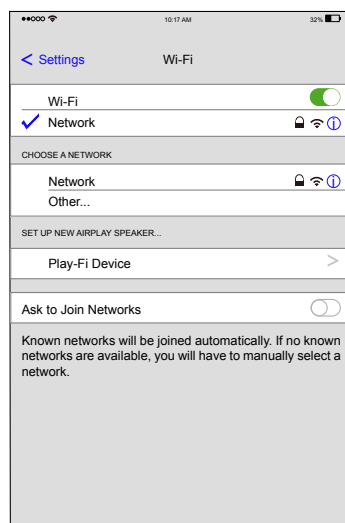 10:17 AM
32%
< Settings
Wi-Fi
Wi-Fi
Network
CHOOSE A NETWORK
Network
Other...
SET UP NEW AIRPLAY SPEAKER...
Play-Fi Device
Ask to Join Networks
Known networks will be joined automatically. If no known
networks are available, you will have to manually select a
network.